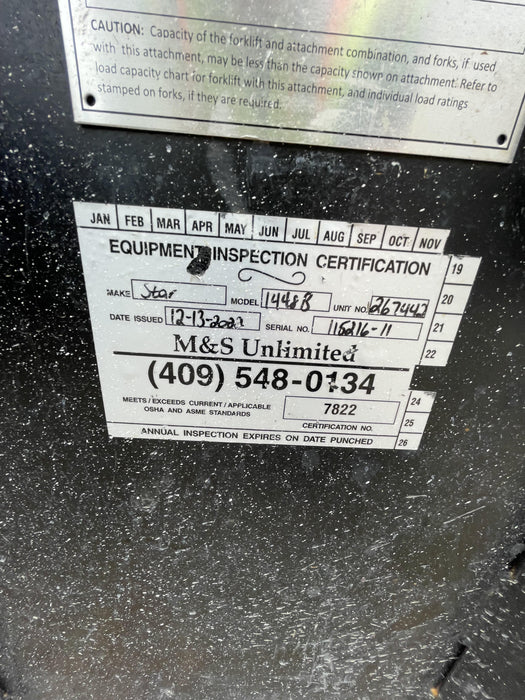 CAUTION: Capacity of the forklift and attachment combination, and forks, if used
with this attachment, may be less than the capacity shown on attachment. Refer to
load capacity chart for forklift with this attachment, and individual load ratings
stamped on forks, if they are required.
JAN FEB MAR APR MAY JUN JUL AUG SEP OCT NOV
EQUIPMENT INSPECTION CERTIFICATION
19
MAKE Star MODEL 1448B UNIT NO. 267442
20
DATE ISSUED 12-13-2023 SERIAL NO. 116216-11
21
M&S Unlimited
22
(409) 548-0134
MEETS/EXCEEDS CURRENT/APPLICABLE
OSHA AND ASME STANDARDS
7822
24
CERTIFICATION NO.
25
ANNUAL INSPECTION EXPIRES ON DATE PUNCHED
26